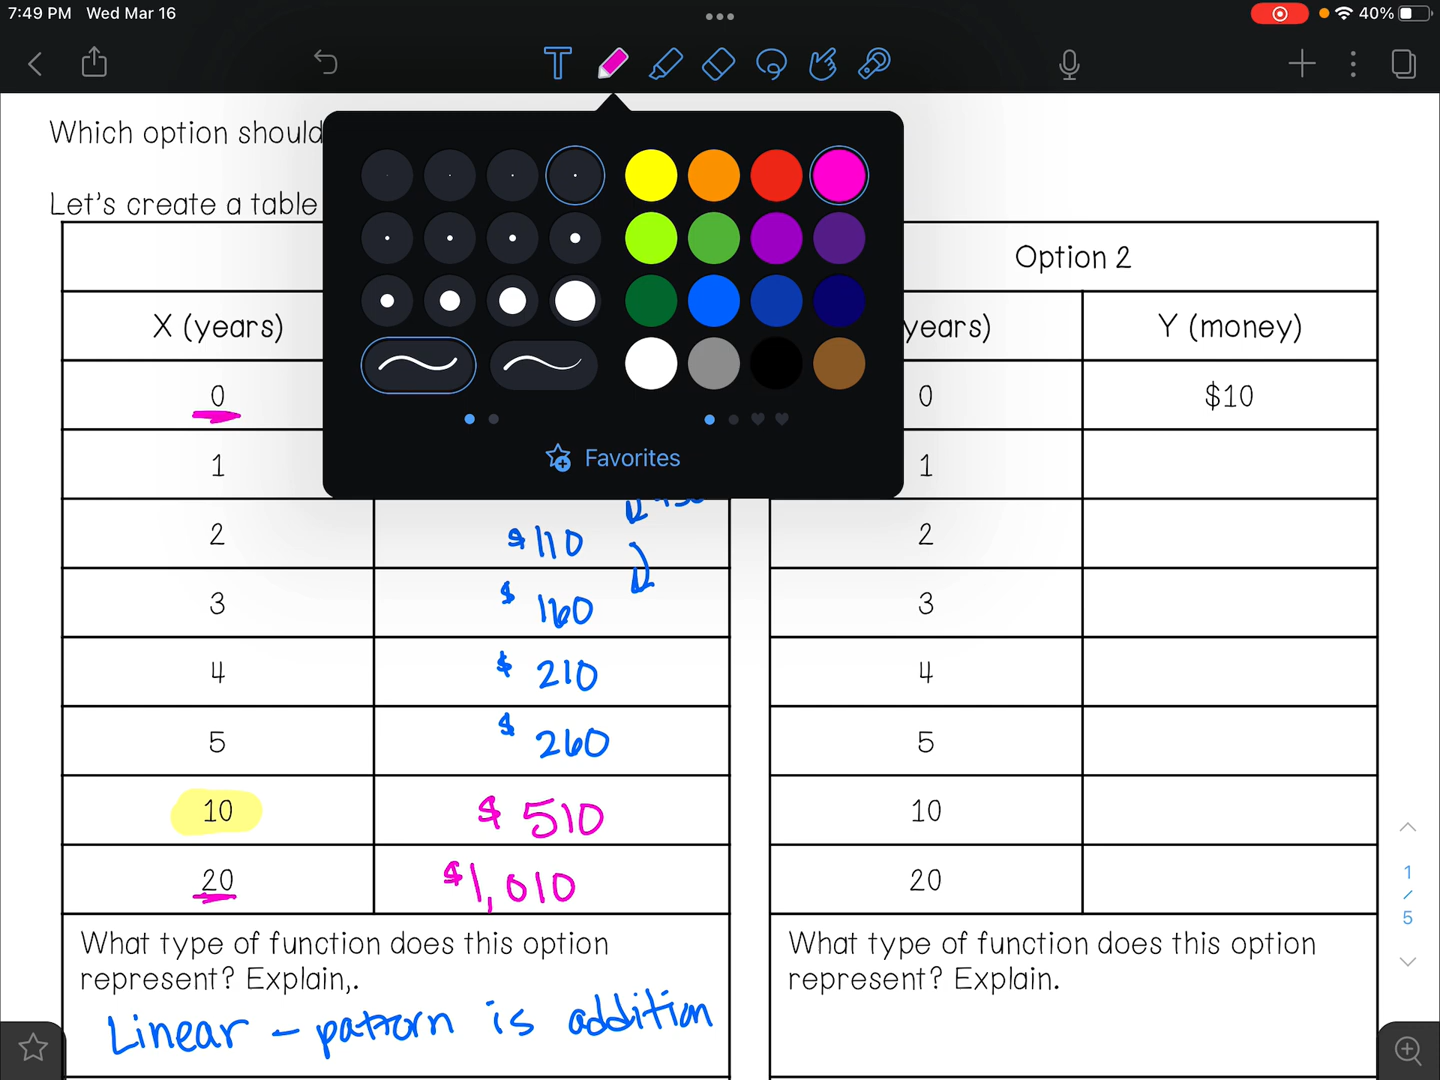 7:49 PM Wed Mar 16
40%
Which option should
Let's create a table
Option 2
X (years)
years)
Y (money)
0
0
$10
1
1
2
$110
2
3
$ 160
3
4
$ 210
4
5
$ 260
5
10
$ 510
10
20
$1,010
20
What type of function does this option
represent? Explain,.
Linear – pattern is addition
What type of function does this option
represent? Explain.
Favorites
1
/
5